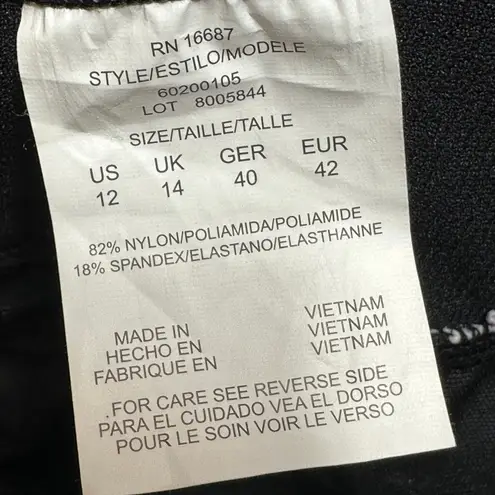 RN 16687
STYLE/ESTILO/MODELE
60200105
LOT 8005844
SIZE/TAILLE/TALLE
US UK GER EUR
12 14 40 42
82% NYLON/POLIAMIDA/POLIAMIDE
18% SPANDEX/ELASTANO/ELASTHANNE
MADE IN VIETNAM
HECHO EN VIETNAM
FABRIQUE EN VIETNAM
.FOR CARE SEE REVERSE SIDE
PARA EL CUIDADO VEA EL DORSO
POUR LE SOIN VOIR LE VERSO